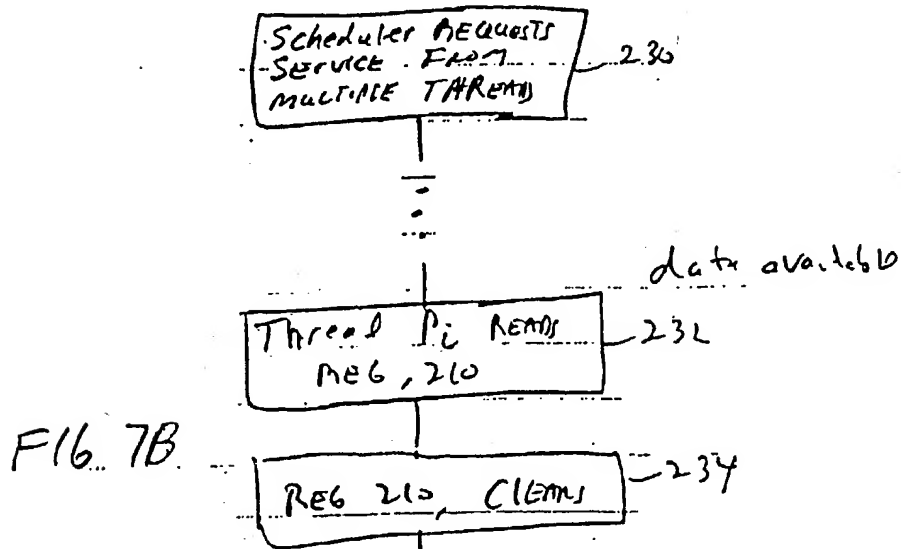 Scheduler REQUESTS
SERVICE FROM
MULTIPLE THREADS
230
data available
Thread Pi READS
REG, 210
232
FIG. 7B
REG 210, CLEARS
234